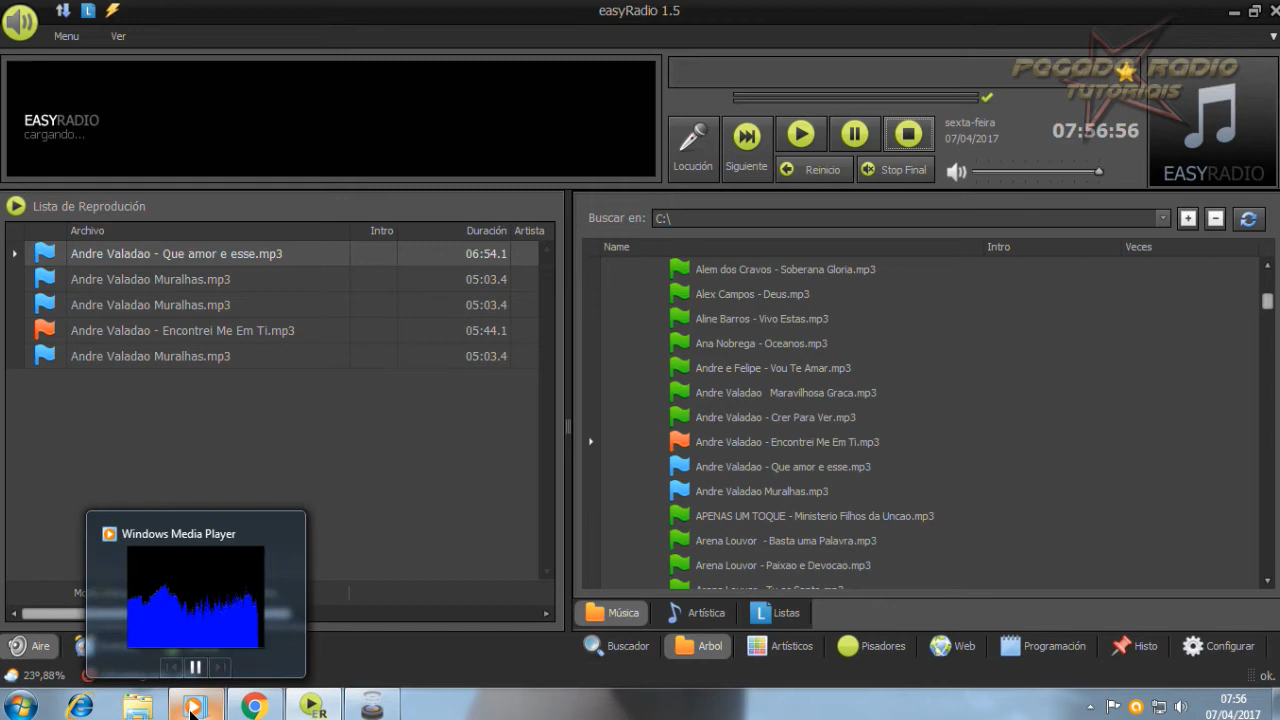 easyRadio 1.5
Menu Ver
PEGADO RADIO
TUTORIAIS
EASYRADIO
cargando...
Locución
Siguiente
Reinicio
Stop Final
sexta-feira
07/04/2017
07:56:56
EASYRADIO
Lista de Reprodución
Archivo Intro Duración Artista
Andre Valadao - Que amor e esse.mp3 06:54.1
Andre Valadao Muralhas.mp3 05:03.4
Andre Valadao Muralhas.mp3 05:03.4
Andre Valadao - Encontrei Me Em Ti.mp3 05:44.1
Andre Valadao Muralhas.mp3 05:03.4
Buscar en: C:\
Name Intro Veces
Alem dos Cravos - Soberana Gloria.mp3
Alex Campos - Deus.mp3
Aline Barros - Vivo Estas.mp3
Ana Nobrega - Oceanos.mp3
Andre e Felipe - Vou Te Amar.mp3
Andre Valadao Maravilhosa Graca.mp3
Andre Valadao - Crer Para Ver.mp3
Andre Valadao - Encontrei Me Em Ti.mp3
Andre Valadao - Que amor e esse.mp3
Andre Valadao Muralhas.mp3
APENAS UM TOQUE - Ministerio Filhos da Uncao.mp3
Arena Louvor - Basta uma Palavra.mp3
Arena Louvor - Paixao e Devocao.mp3
Windows Media Player
Música Artística Listas
Aire
Buscador Arbol Artísticos Pisadores Web Programación Histo Configurar
23º,88%
ok.
ER
07:56
07/04/2017